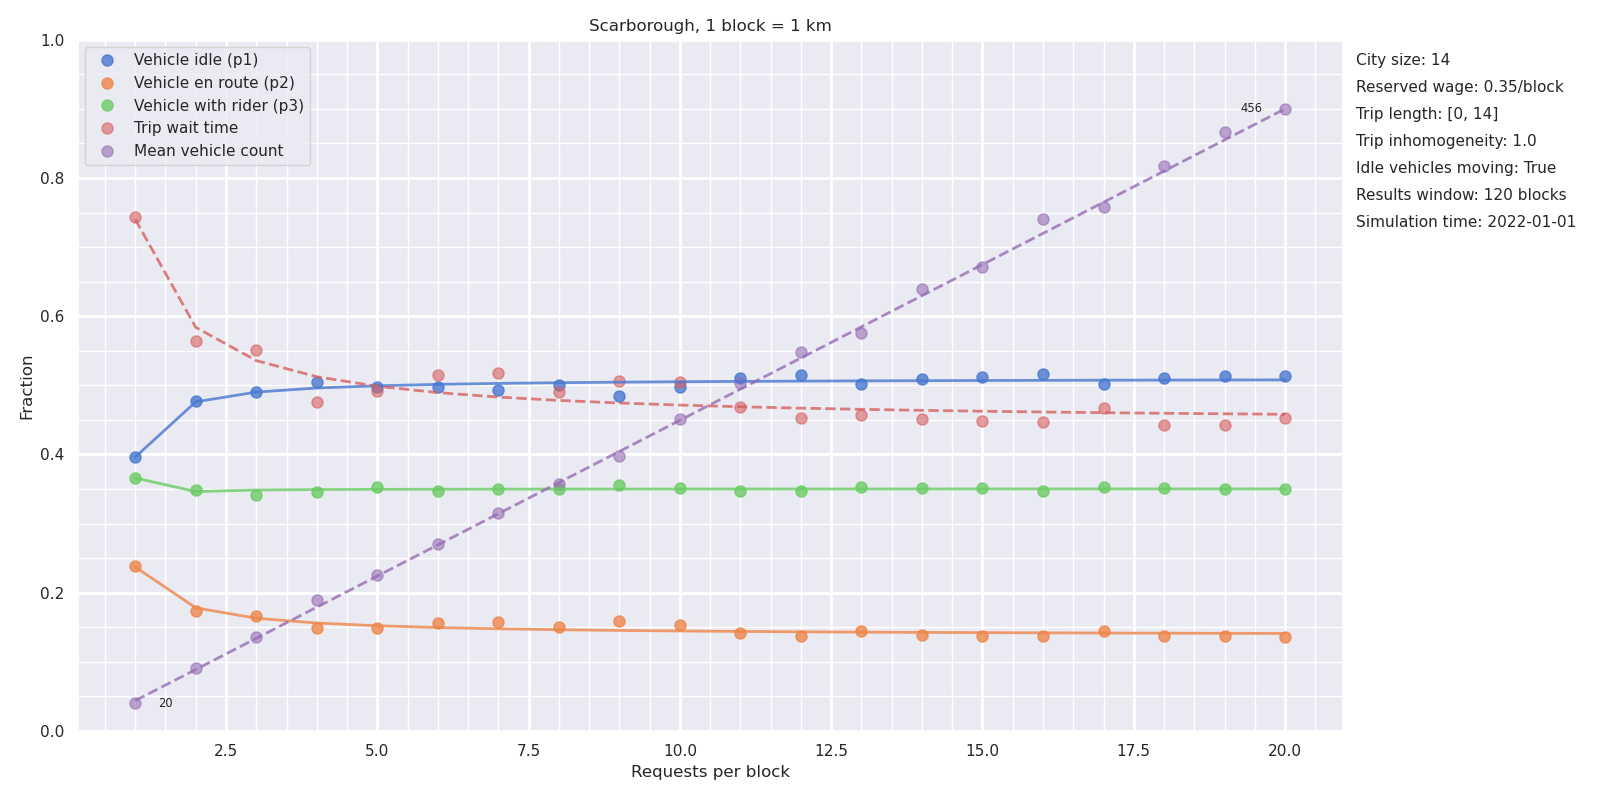 Scarborough, 1 block = 1 km
1.0
0.8
0.6
0.4
0.2
0.0
Fraction
Vehicle idle (p1)
Vehicle en route (p2)
Vehicle with rider (p3)
Trip wait time
Mean vehicle count
456
20
2.5 5.0 7.5 10.0 12.5 15.0 17.5 20.0
Requests per block
City size: 14
Reserved wage: 0.35/block
Trip length: [0, 14]
Trip inhomogeneity: 1.0
Idle vehicles moving: True
Results window: 120 blocks
Simulation time: 2022-01-01